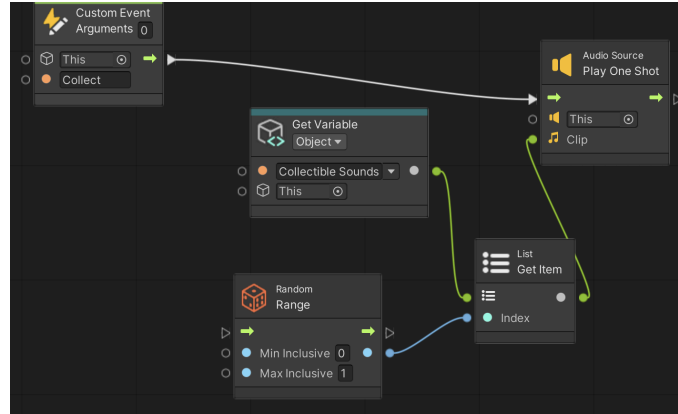 Custom Event
Arguments 0
This
Collect
Audio Source
Play One Shot
This
Clip
Get Variable
Object
Collectible Sounds
This
List
Get Item
Index
Random
Range
Min Inclusive 0
Max Inclusive 1